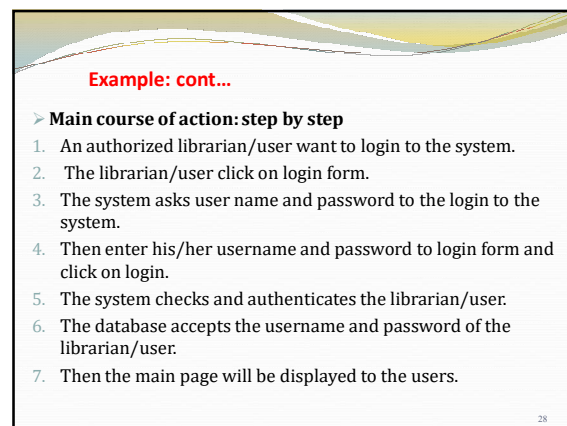 Example: cont…
➢ Main course of action: step by step
1. An authorized librarian/user want to login to the system.
2. The librarian/user click on login form.
3. The system asks user name and password to the login to the
system.
4. Then enter his/her username and password to login form and
click on login.
5. The system checks and authenticates the librarian/user.
6. The database accepts the username and password of the
librarian/user.
7. Then the main page will be displayed to the users.
28